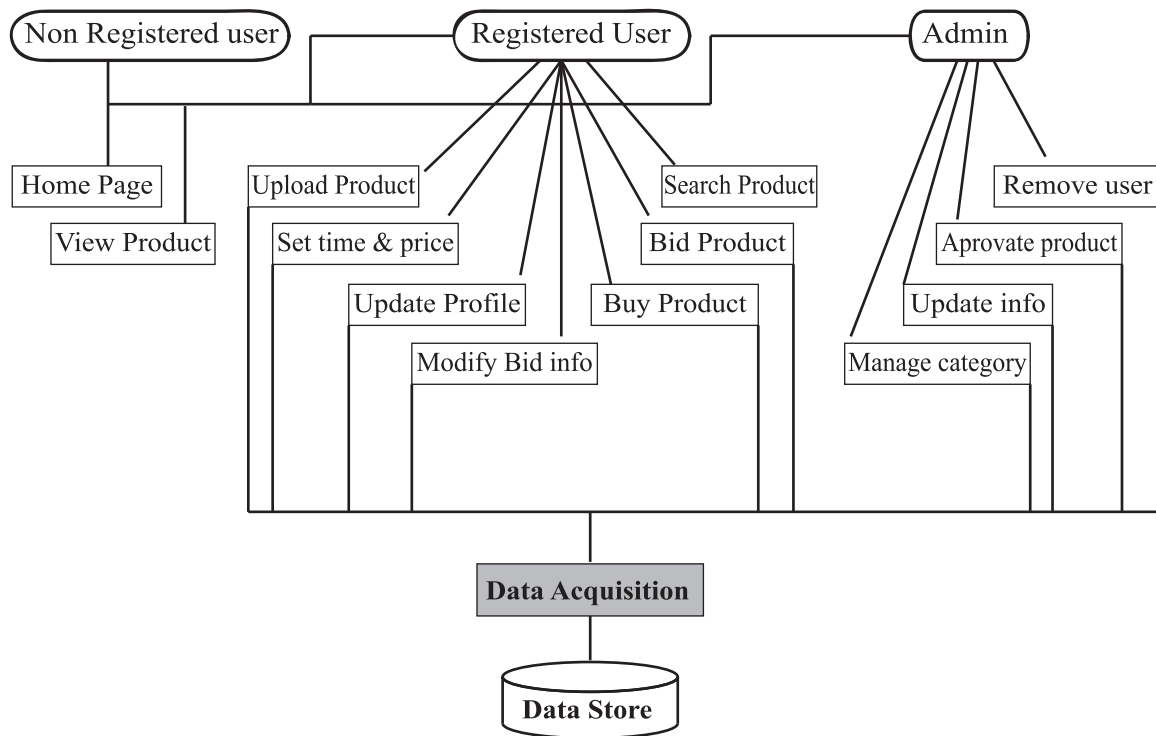 Non Registered user
Registered User
Admin
Home Page
Upload Product
Search Product
Remove user
View Product
Set time & price
Bid Product
Aprovate product
Update Profile
Buy Product
Update info
Modify Bid info
Manage category
Data Acquisition
Data Store